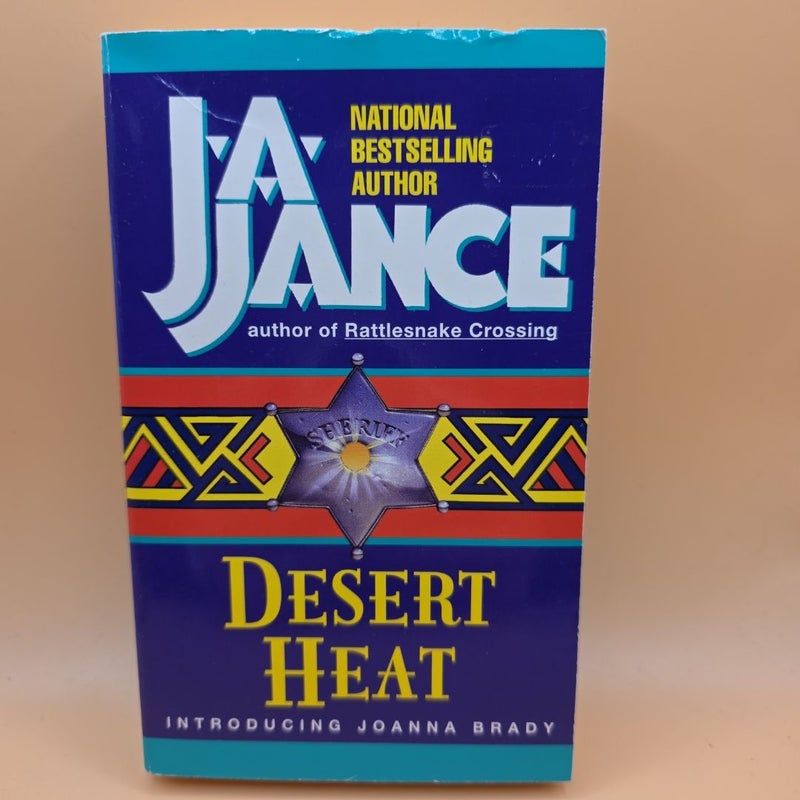 J.A.
NATIONAL
BESTSELLING
AUTHOR
JANCE
author of Rattlesnake Crossing
SHERIFF
DESERT
HEAT
INTRODUCING JOANNA BRADY